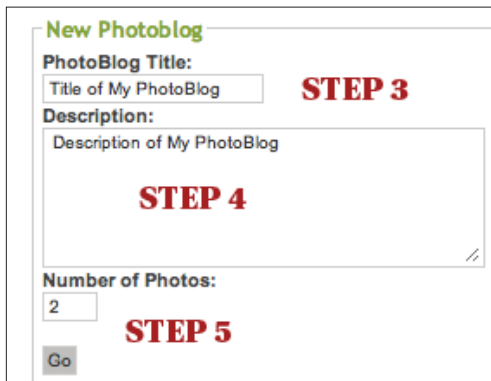 New Photoblog
PhotoBlog Title:
Title of My PhotoBlog
STEP 3
Description:
Description of My PhotoBlog
STEP 4
Number of Photos:
2
STEP 5
Go